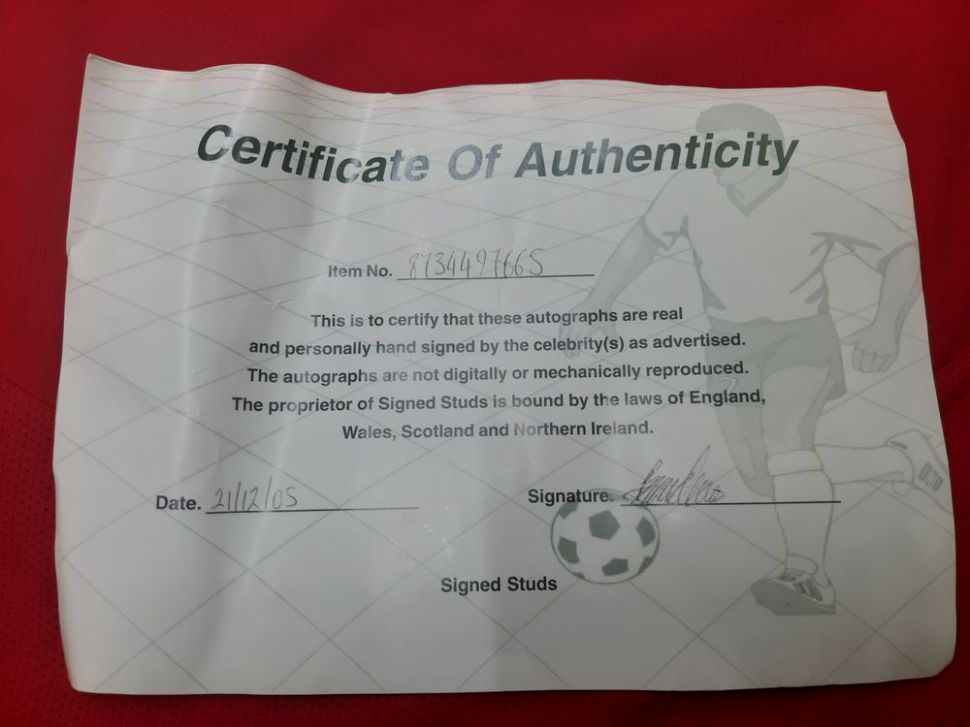 Certificate Of Authenticity
Item No. 8734497665
This is to certify that these autographs are real
and personally hand signed by the celebrity(s) as advertised.
The autographs are not digitally or mechanically reproduced.
The proprietor of Signed Studs is bound by the laws of England,
Wales, Scotland and Northern Ireland.
Date. 21/12/05
Signature.
Signed Studs